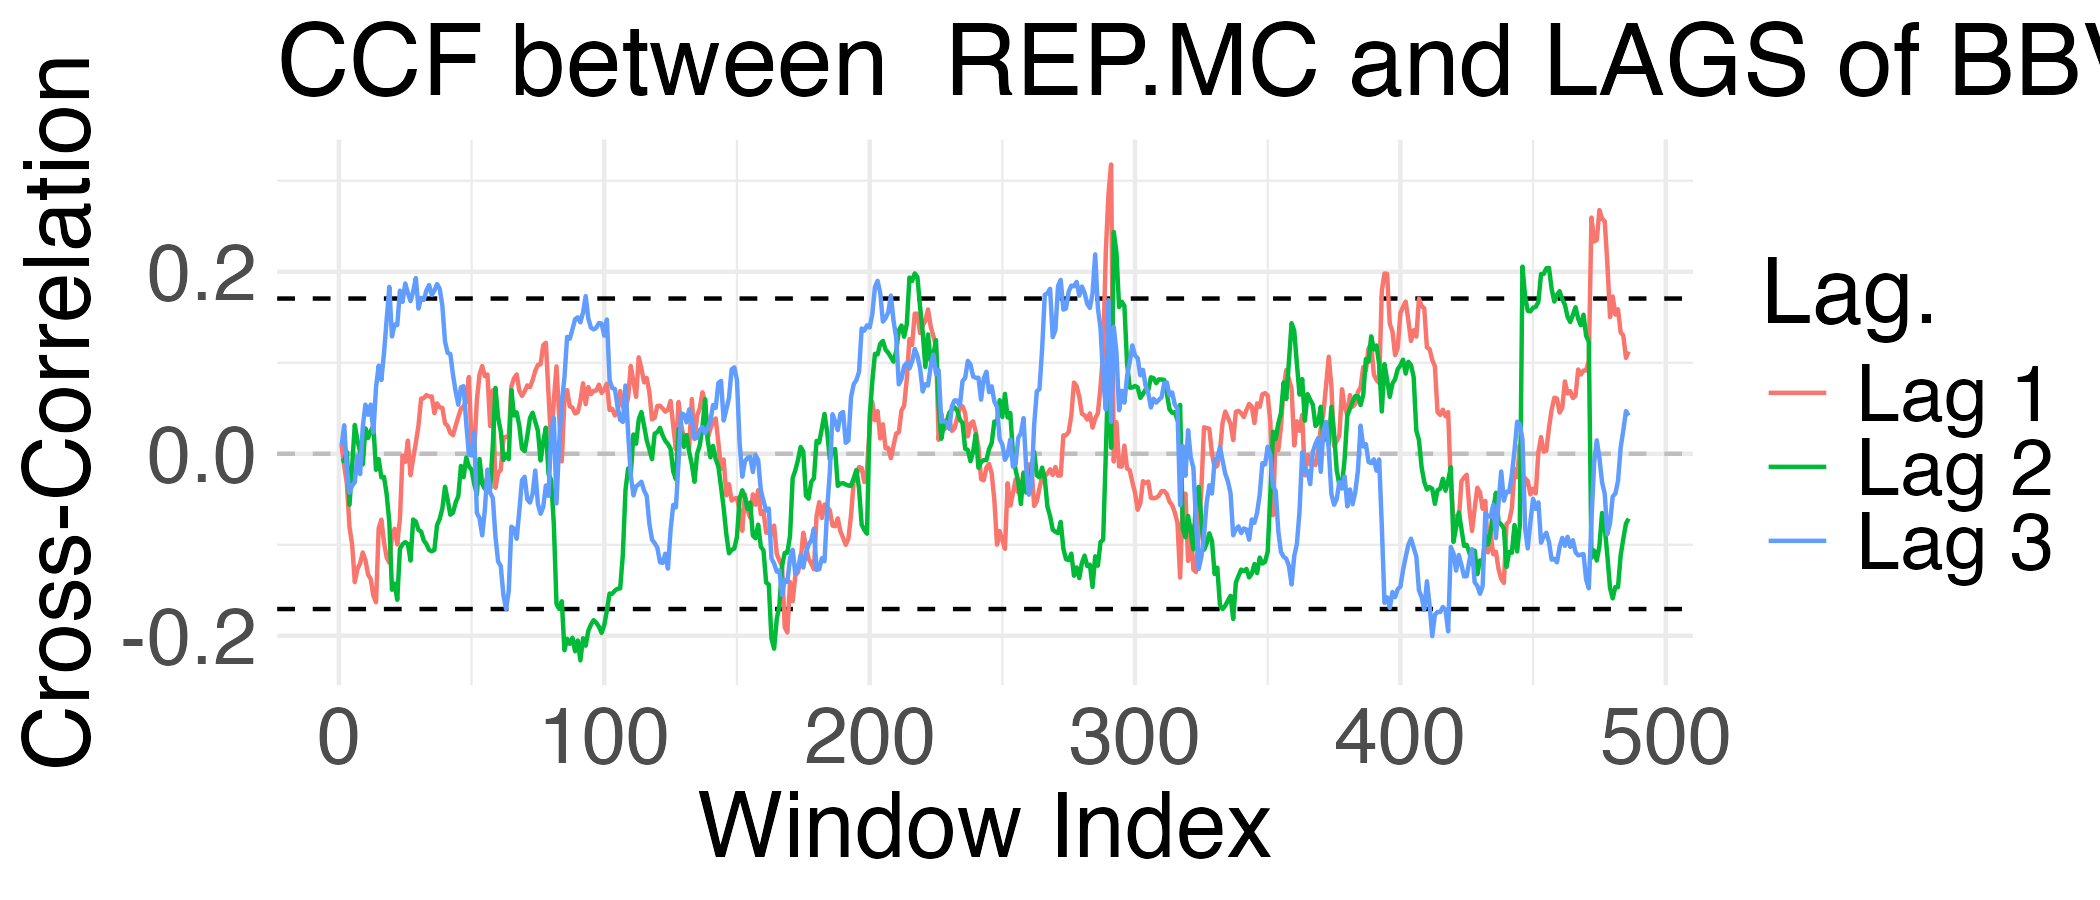 CCF between  REP.MC and LAGS of BBV
Cross-Correlation
0.2
0.0
-0.2
0
100
200
300
400
500
Window Index
Lag.
Lag 1
Lag 2
Lag 3